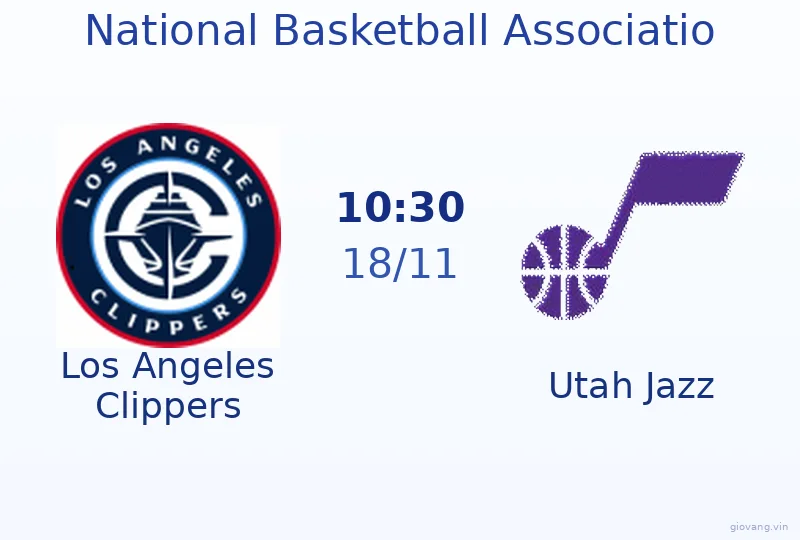 National Basketball Associatio
LOS ANGELES
CLIPPERS
10:30
18/11
Los Angeles
Clippers
Utah Jazz
giovang.vin